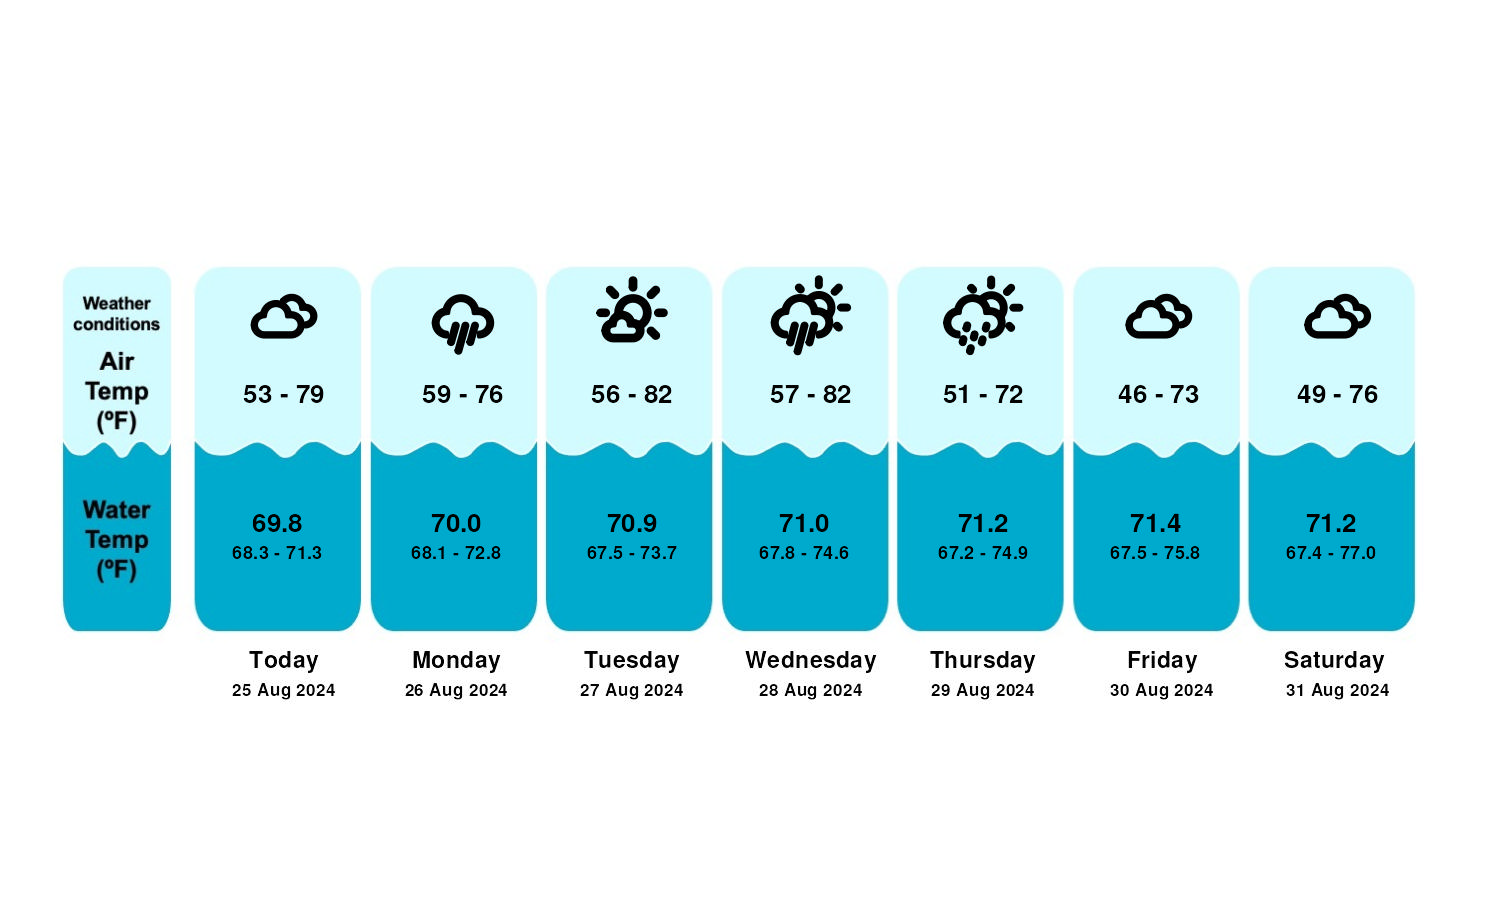 Weather
conditions
Air
Temp
(ºF)
Water
Temp
(ºF)
53 - 79
59 - 76
56 - 82
57 - 82
51 - 72
46 - 73
49 - 76
69.8
68.3 - 71.3
70.0
68.1 - 72.8
70.9
67.5 - 73.7
71.0
67.8 - 74.6
71.2
67.2 - 74.9
71.4
67.5 - 75.8
71.2
67.4 - 77.0
Today
25 Aug 2024
Monday
26 Aug 2024
Tuesday
27 Aug 2024
Wednesday
28 Aug 2024
Thursday
29 Aug 2024
Friday
30 Aug 2024
Saturday
31 Aug 2024